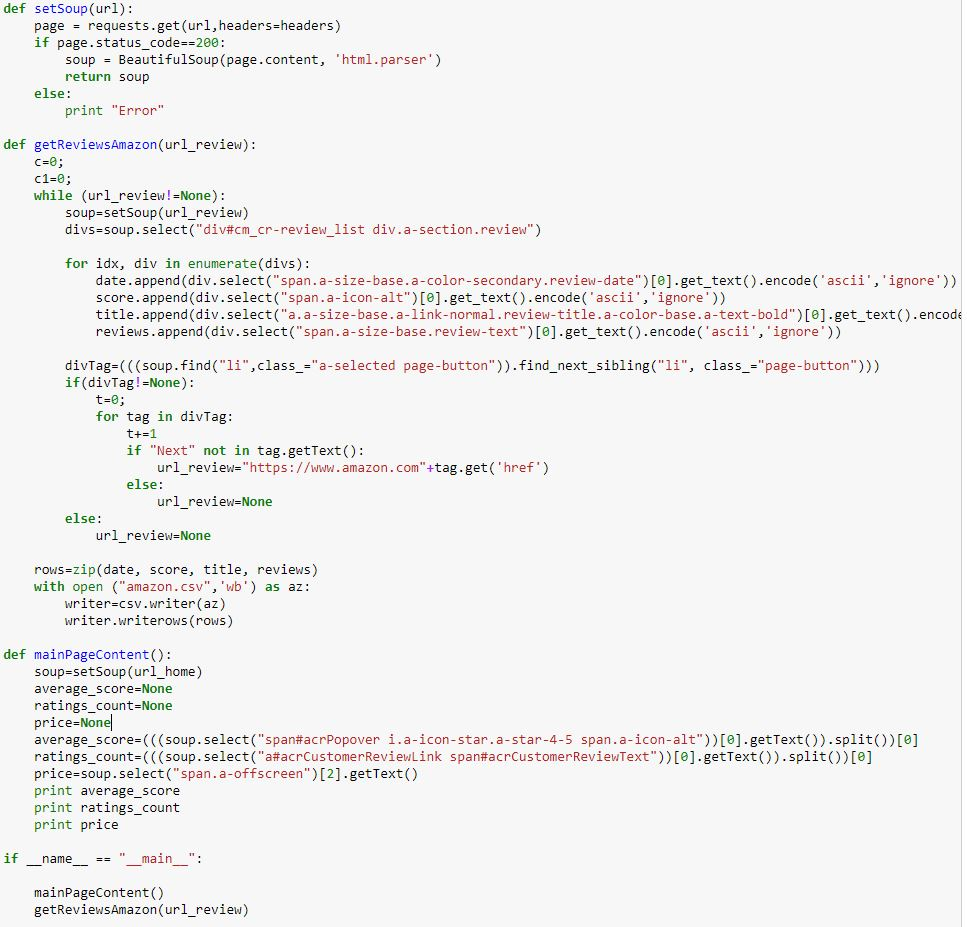 def setSoup(url):
    page = requests.get(url,headers=headers)
    if page.status_code==200:
        soup = BeautifulSoup(page.content, 'html.parser')
        return soup
    else:
        print "Error"

def getReviewsAmazon(url_review):
    c=0;
    c1=0;
    while (url_review!=None):
        soup=setSoup(url_review)
        divs=soup.select("div#cm_cr-review_list div.a-section.review")

        for idx, div in enumerate(divs):
            date.append(div.select("span.a-size-base.a-color-secondary.review-date")[0].get_text().encode('ascii','ignore'))
            score.append(div.select("span.a-icon-alt")[0].get_text().encode('ascii','ignore'))
            title.append(div.select("a.a-size-base.a-link-normal.review-title.a-color-base.a-text-bold")[0].get_text().encode
            reviews.append(div.select("span.a-size-base.review-text")[0].get_text().encode('ascii','ignore'))

        divTag=(((soup.find("li",class_="a-selected page-button")).find_next_sibling("li", class_="page-button")))
        if(divTag!=None):
            t=0;
            for tag in divTag:
                t+=1
                if "Next" not in tag.getText():
                    url_review="https://www.amazon.com"+tag.get('href')
                else:
                    url_review=None
        else:
            url_review=None

    rows=zip(date, score, title, reviews)
    with open ("amazon.csv",'wb') as az:
        writer=csv.writer(az)
        writer.writerows(rows)

def mainPageContent():
    soup=setSoup(url_home)
    average_score=None
    ratings_count=None
    price=None
    average_score=(((soup.select("span#acrPopover i.a-icon-star.a-star-4-5 span.a-icon-alt"))[0].getText()).split())[0]
    ratings_count=(((soup.select("a#acrCustomerReviewLink span#acrCustomerReviewText"))[0].getText()).split())[0]
    price=soup.select("span.a-offscreen")[2].getText()
    print average_score
    print ratings_count
    print price

if __name__ == "__main__":

    mainPageContent()
    getReviewsAmazon(url_review)